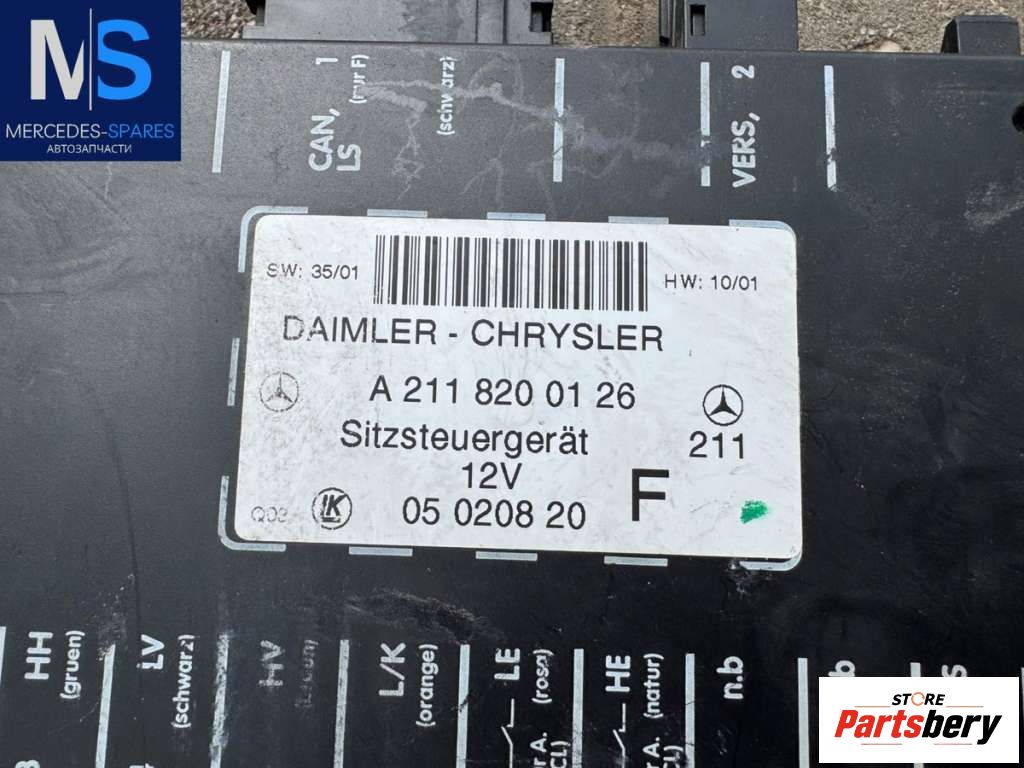 MS
MERCEDES-SPARES
АВТОЗАПЧАСТИ
CAN, 1
LS (nur F)
(schwarz)
VERS, 2
SW: 35/01
HW: 10/01
DAIMLER - CHRYSLER
A 211 820 01 26
Sitzsteuergerät
211
12V
05 0208 20
F
HH
(gruen)
LV
(schwarz)
HV
L/K
(orange)
LE
(rosa)
HE
(natur)
n.b
STORE
Partsbery